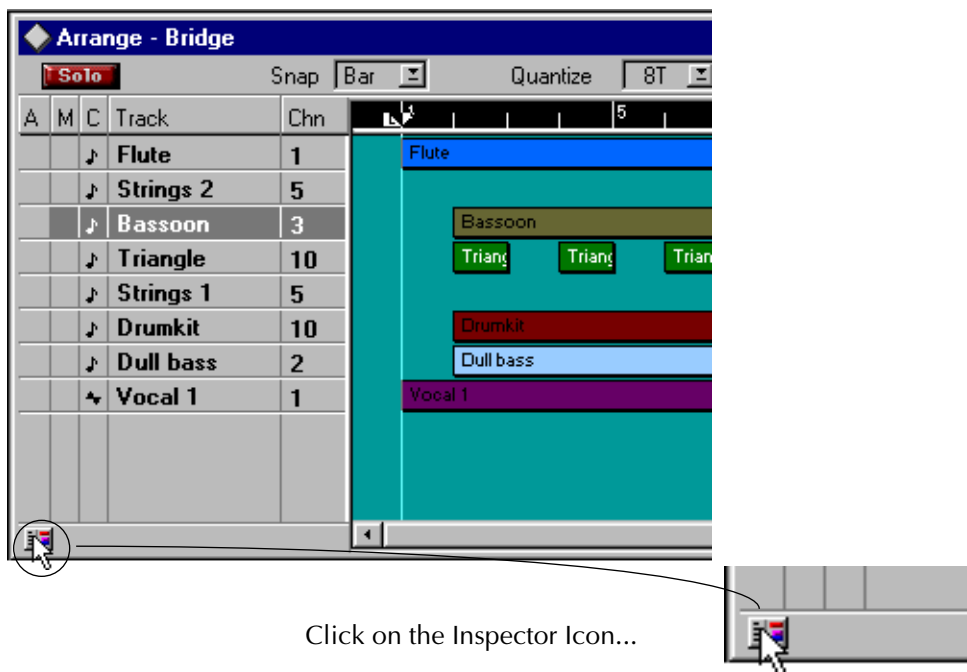 Arrange - Bridge
Solo Snap Bar Quantize 8T
A M C Track Chn 1 5
Flute 1 Flute
Strings 2 5
Bassoon 3 Bassoon
Triangle 10 Triang Triang Trian
Strings 1 5
Drumkit 10 Drumkit
Dull bass 2 Dull bass
Vocal 1 1 Vocal 1
Click on the Inspector Icon...